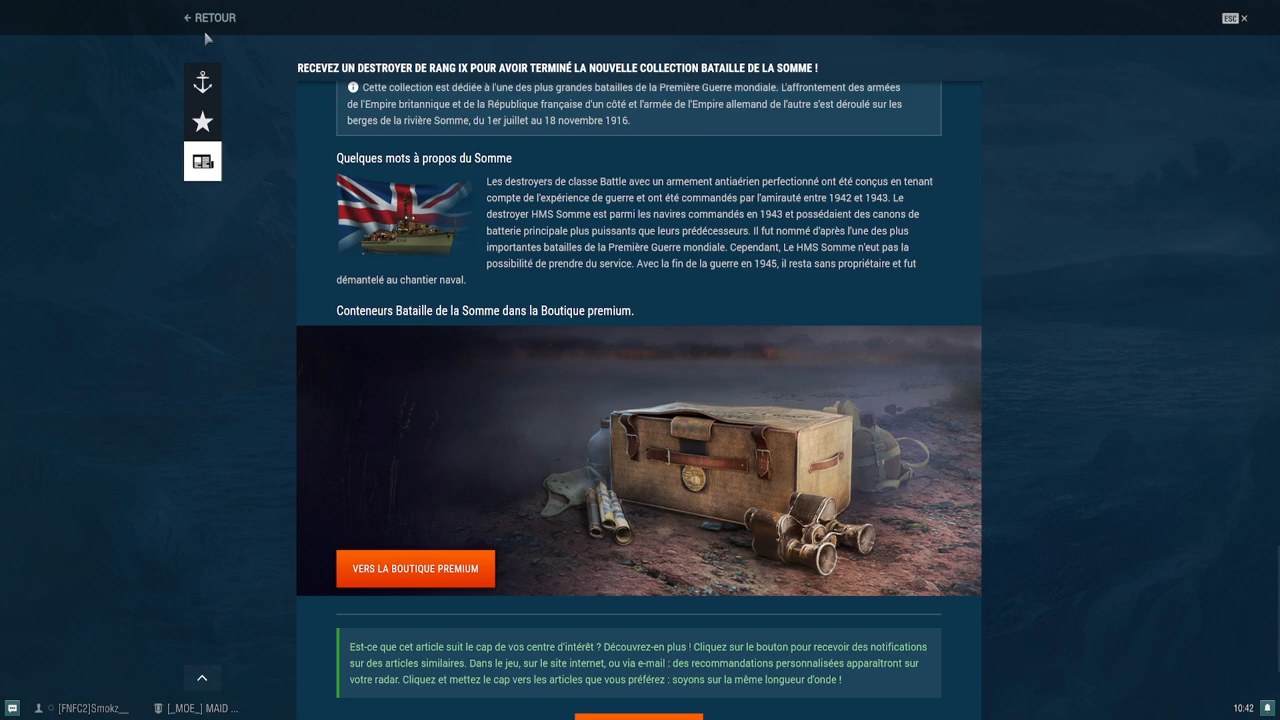 RETOUR
ESC
RECEVEZ UN DESTROYER DE RANG IX POUR AVOIR TERMINÉ LA NOUVELLE COLLECTION BATAILLE DE LA SOMME !
Cette collection est dédiée à l'une des plus grandes batailles de la Première Guerre mondiale. L'affrontement des armées
de l'Empire britannique et de la République française d'un côté et l'armée de l'Empire allemand de l'autre s'est déroulé sur les
berges de la rivière Somme, du 1er juillet au 18 novembre 1916.
Quelques mots à propos du Somme
Les destroyers de classe Battle avec un armement antiaérien perfectionné ont été conçus en tenant
compte de l'expérience de guerre et ont été commandés par l'amirauté entre 1942 et 1943. Le
destroyer HMS Somme est parmi les navires commandés en 1943 et possédaient des canons de
batterie principale plus puissants que leurs prédécesseurs. Il fut nommé d'après l'une des plus
importantes batailles de la Première Guerre mondiale. Cependant, Le HMS Somme n'eut pas la
possibilité de prendre du service. Avec la fin de la guerre en 1945, il resta sans propriétaire et fut
démantelé au chantier naval.
Conteneurs Bataille de la Somme dans la Boutique premium.
VERS LA BOUTIQUE PREMIUM
Est-ce que cet article suit le cap de vos centre d'intérêt ? Découvrez-en plus ! Cliquez sur le bouton pour recevoir des notifications
sur des articles similaires. Dans le jeu, sur le site internet, ou via e-mail : des recommandations personnalisées apparaîtront sur
votre radar. Cliquez et mettez le cap vers les articles que vous préférez : soyons sur la même longueur d'onde !
[FNFC2]Smokz__
[_MOE_] MAID ...
10:42